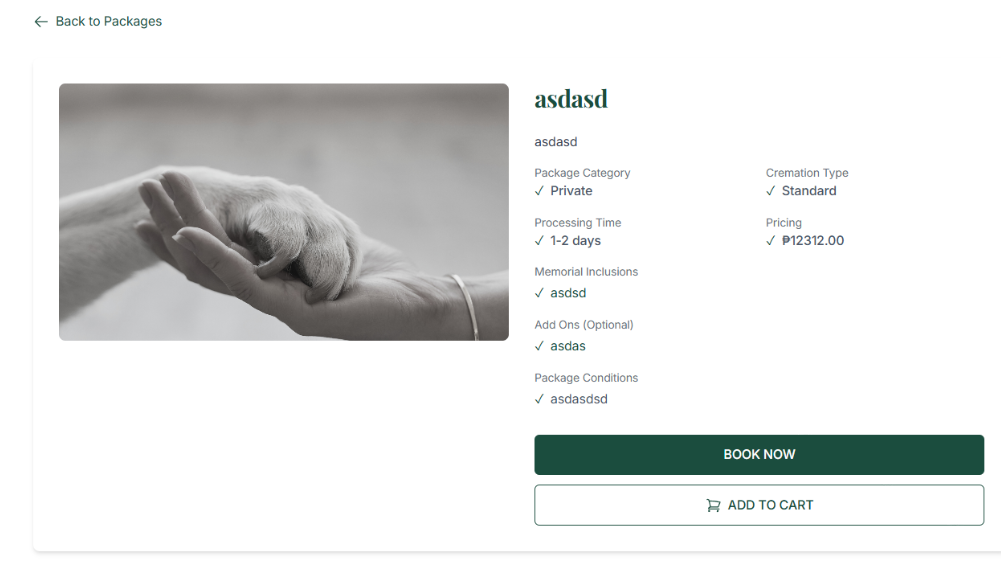 Back to Packages
asdasd
asdasd
Package Category
✓ Private
Cremation Type
✓ Standard
Processing Time
✓ 1-2 days
Pricing
✓ ₱12312.00
Memorial Inclusions
✓ asdsd
Add Ons (Optional)
✓ asdas
Package Conditions
✓ asdasdsd
BOOK NOW
ADD TO CART